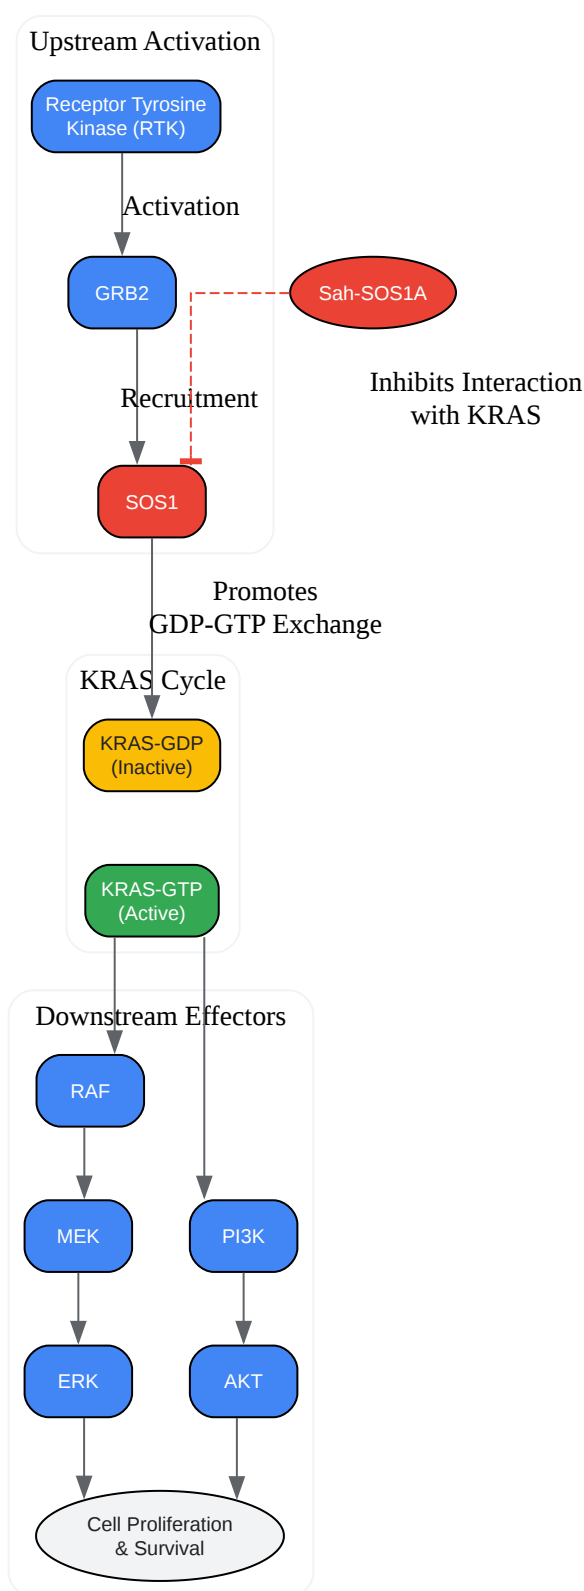 Upstream Activation
Receptor Tyrosine
Kinase (RTK)
Activation
GRB2
Sah-SOS1A
Recruitment
Inhibits Interaction
with KRAS
SOS1
Promotes
GDP-GTP Exchange
KRAS Cycle
KRAS-GDP
(Inactive)
KRAS-GTP
(Active)
Downstream Effectors
RAF
MEK
PI3K
ERK
AKT
Cell Proliferation
& Survival